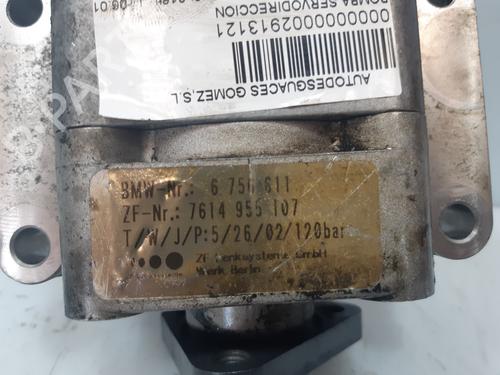 AUTODESGUACES GOMEZ,S.L
000000002913121
BOMBA SERVODIRECCION
BMW-Nr.: 6 756 611
ZF-Nr.: 7614 955 107
T/W/J/P:5/26/02/120bar
ZF Lenksysteme GmbH
Werk Berlin